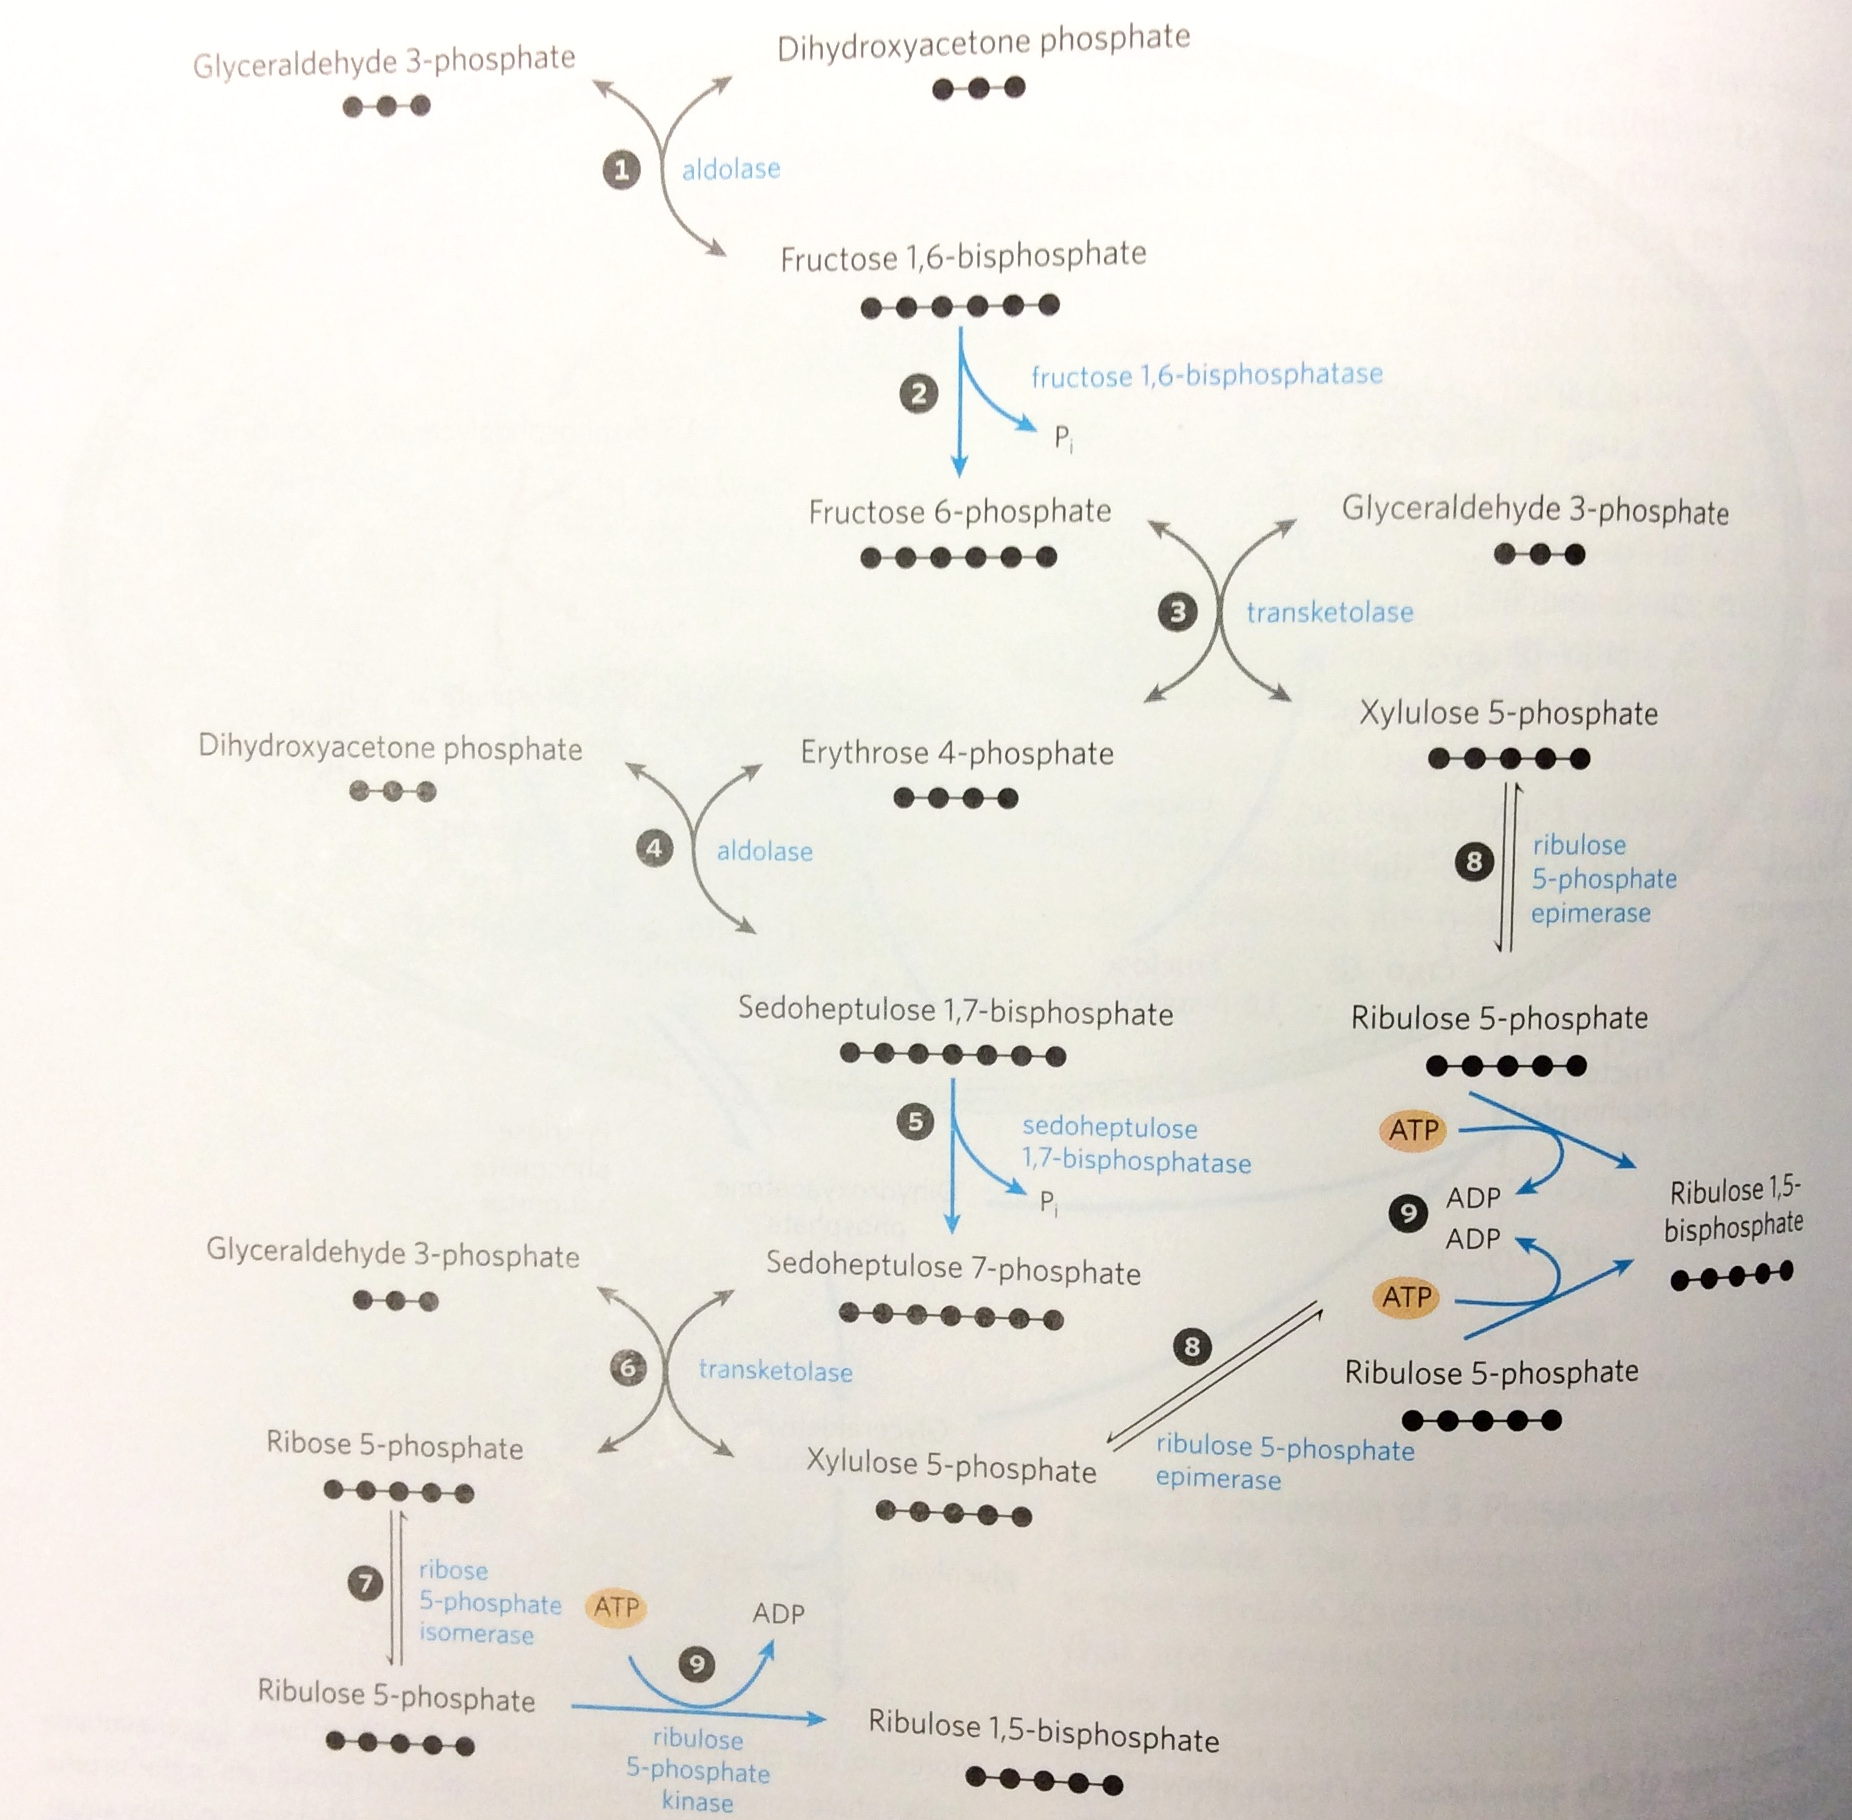 Glyceraldehyde 3-phosphate
Dihydroxyacetone phosphate
1
aldolase
Fructose 1,6-bisphosphate
2
fructose 1,6-bisphosphatase
Pi
Fructose 6-phosphate
Glyceraldehyde 3-phosphate
3
transketolase
Xylulose 5-phosphate
Dihydroxyacetone phosphate
Erythrose 4-phosphate
4
aldolase
8
ribulose
5-phosphate
epimerase
Sedoheptulose 1,7-bisphosphate
Ribulose 5-phosphate
5
sedoheptulose
1,7-bisphosphatase
Pi
ATP
ADP
9
ADP
ATP
Ribulose 1,5-
bisphosphate
Glyceraldehyde 3-phosphate
Sedoheptulose 7-phosphate
6
transketolase
8
Ribulose 5-phosphate
Ribose 5-phosphate
Xylulose 5-phosphate
ribulose 5-phosphate
epimerase
7
ribose
5-phosphate
isomerase
ATP
ADP
9
Ribulose 5-phosphate
ribulose
5-phosphate
kinase
Ribulose 1,5-bisphosphate